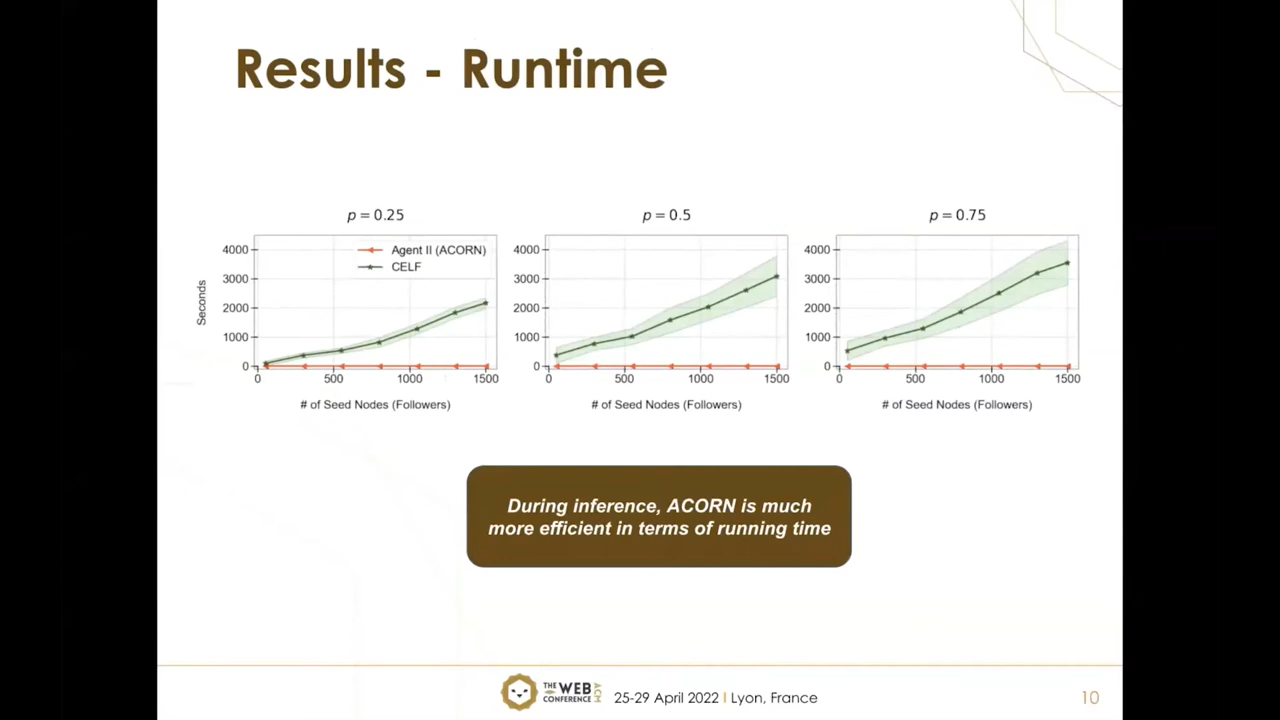 Results - Runtime
p = 0.25
p = 0.5
p = 0.75
Seconds
4000
3000
2000
1000
0
Agent II (ACORN)
CELF
0
500
1000
1500
# of Seed Nodes (Followers)
4000
3000
2000
1000
0
0
500
1000
1500
# of Seed Nodes (Followers)
4000
3000
2000
1000
0
0
500
1000
1500
# of Seed Nodes (Followers)
During inference, ACORN is much
more efficient in terms of running time
THE WEB
CONFERENCE
ACM
25-29 April 2022 I Lyon, France
10